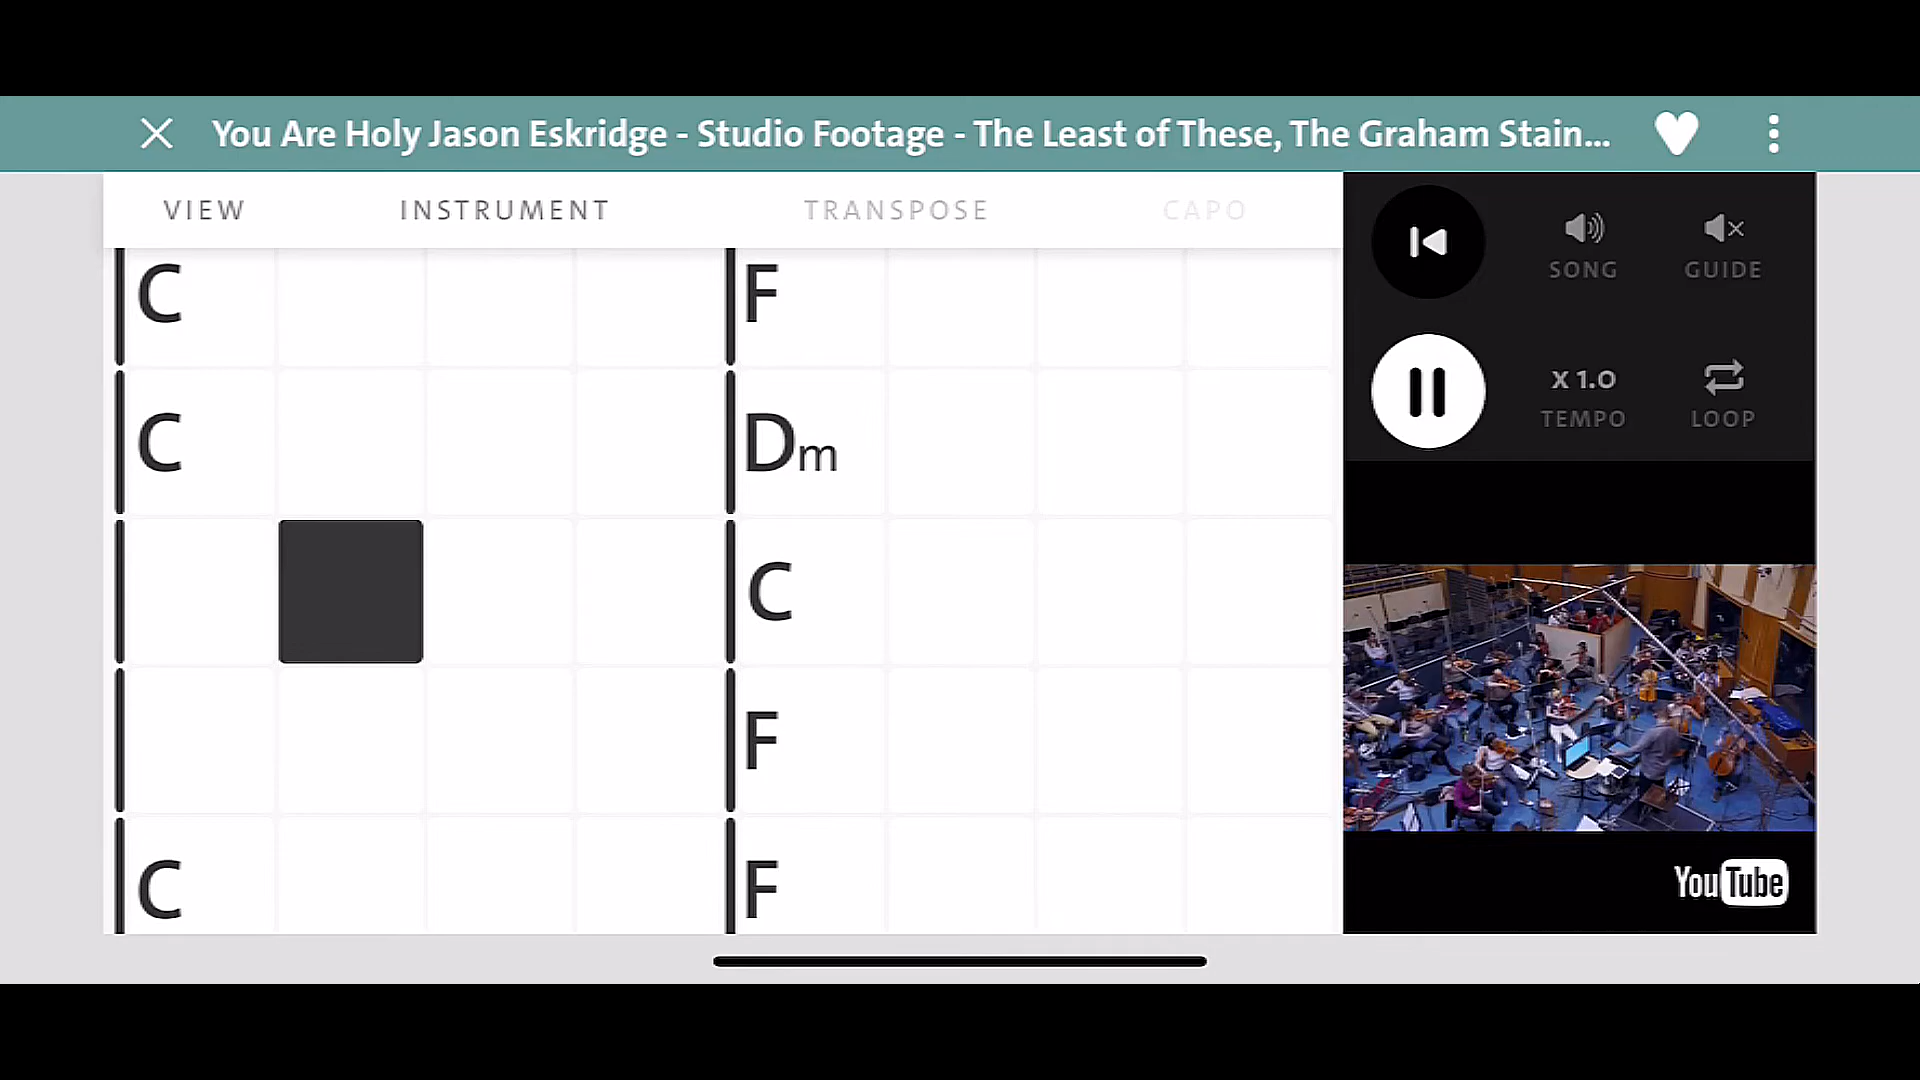 You Are Holy Jason Eskridge - Studio Footage - The Least of These, The Graham Stain...
VIEW INSTRUMENT TRANSPOSE CAPO
SONG GUIDE
C F
X 1.0
TEMPO LOOP
C Dm
C
F
C F
YouTube